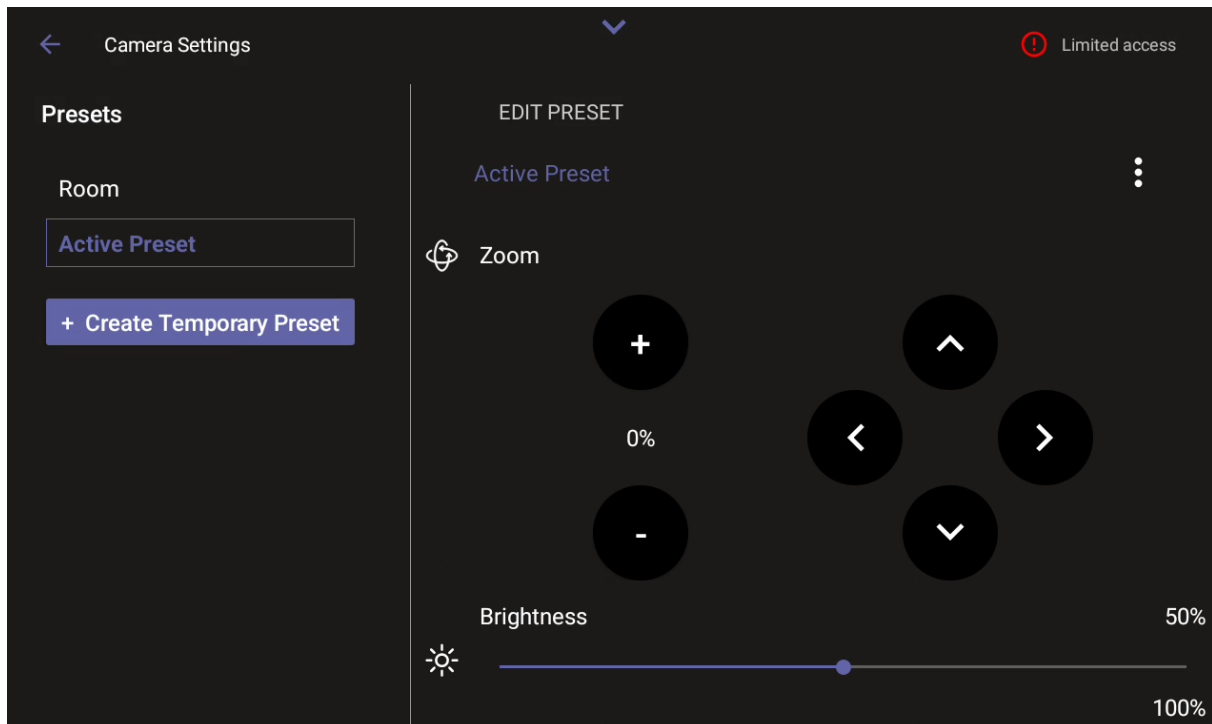 Camera Settings
Limited access
Presets
Room
Active Preset
+ Create Temporary Preset
EDIT PRESET
Active Preset
Zoom
+
0%
-
Brightness
50%
100%